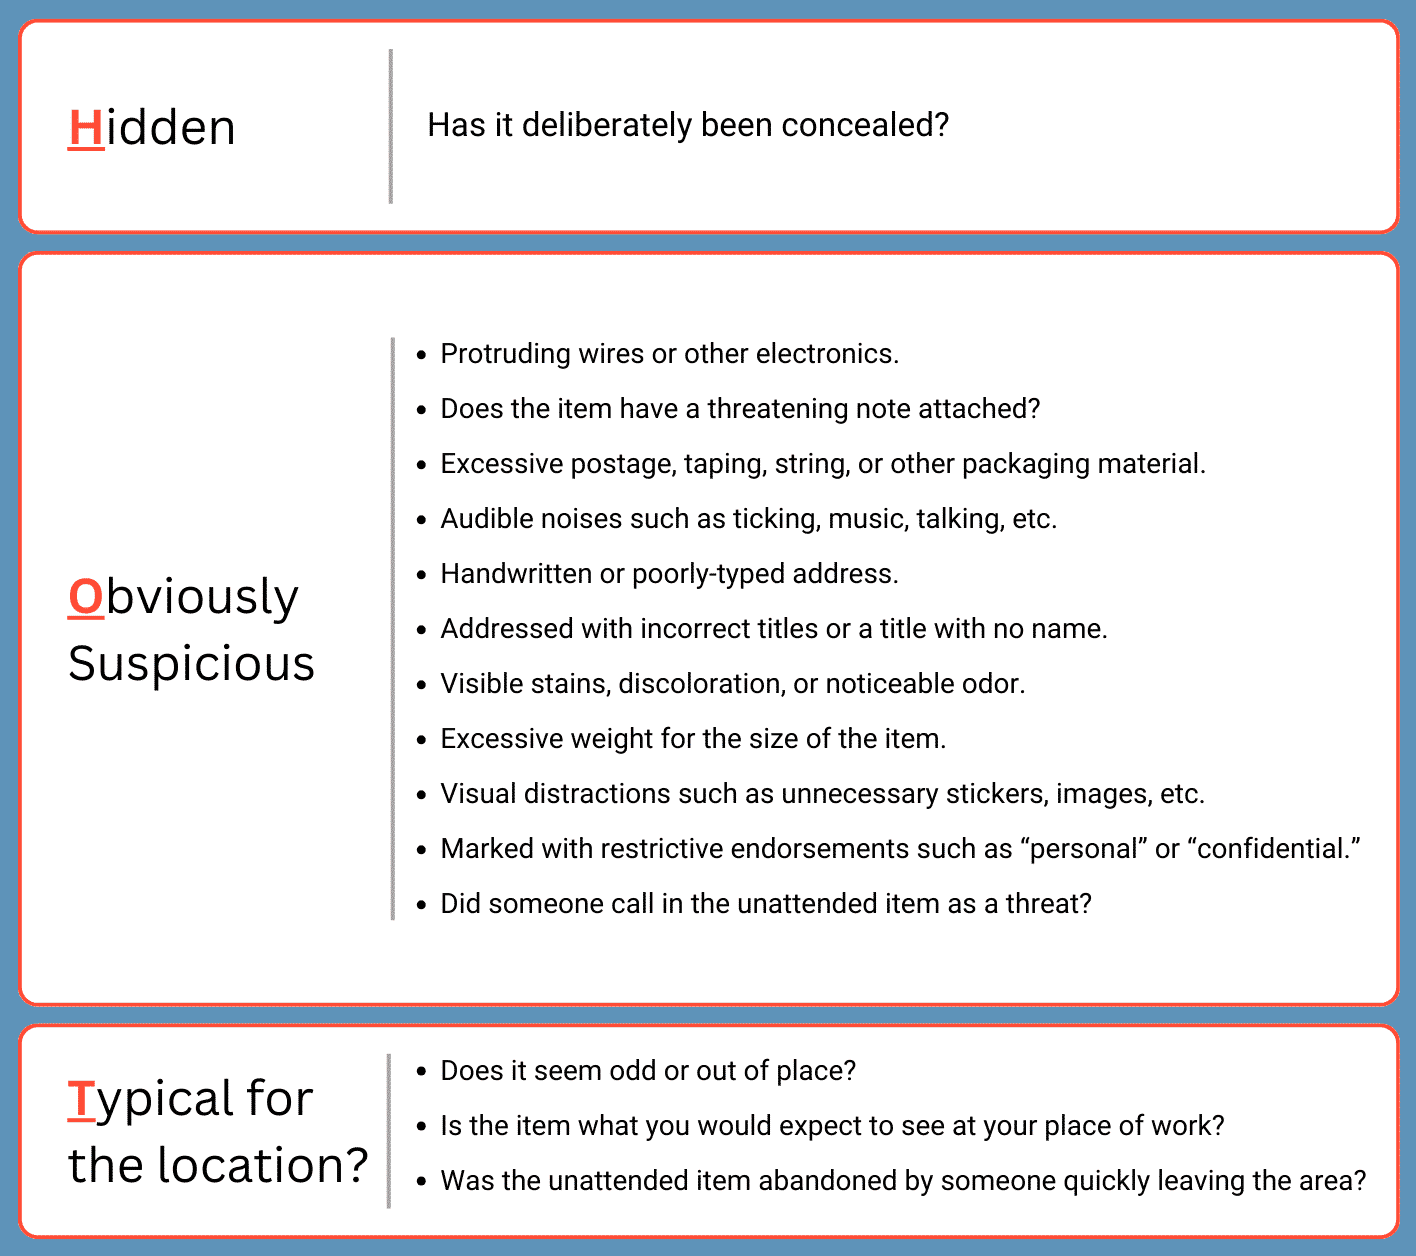 Hidden
Has it deliberately been concealed?
Obviously
Suspicious
• Protruding wires or other electronics.
• Does the item have a threatening note attached?
• Excessive postage, taping, string, or other packaging material.
• Audible noises such as ticking, music, talking, etc.
• Handwritten or poorly-typed address.
• Addressed with incorrect titles or a title with no name.
• Visible stains, discoloration, or noticeable odor.
• Excessive weight for the size of the item.
• Visual distractions such as unnecessary stickers, images, etc.
• Marked with restrictive endorsements such as “personal” or “confidential.”
• Did someone call in the unattended item as a threat?
Typical for
the location?
• Does it seem odd or out of place?
• Is the item what you would expect to see at your place of work?
• Was the unattended item abandoned by someone quickly leaving the area?